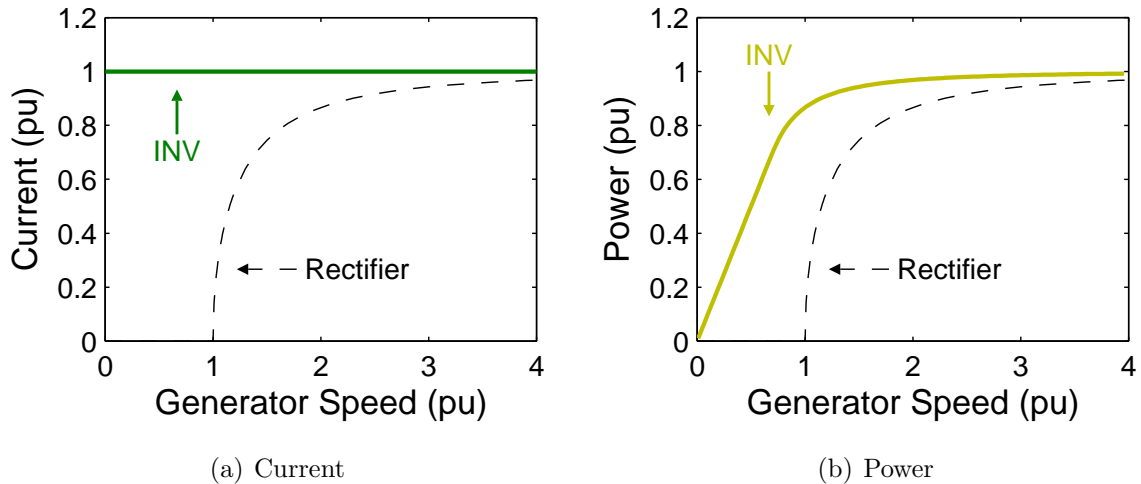 Current (pu)
1.2
1
0.8
0.6
0.4
0.2
0
INV
Rectifier
0 1 2 3 4
Generator Speed (pu)
(a) Current
Power (pu)
1.2
1
0.8
0.6
0.4
0.2
0
INV
Rectifier
0 1 2 3 4
Generator Speed (pu)
(b) Power